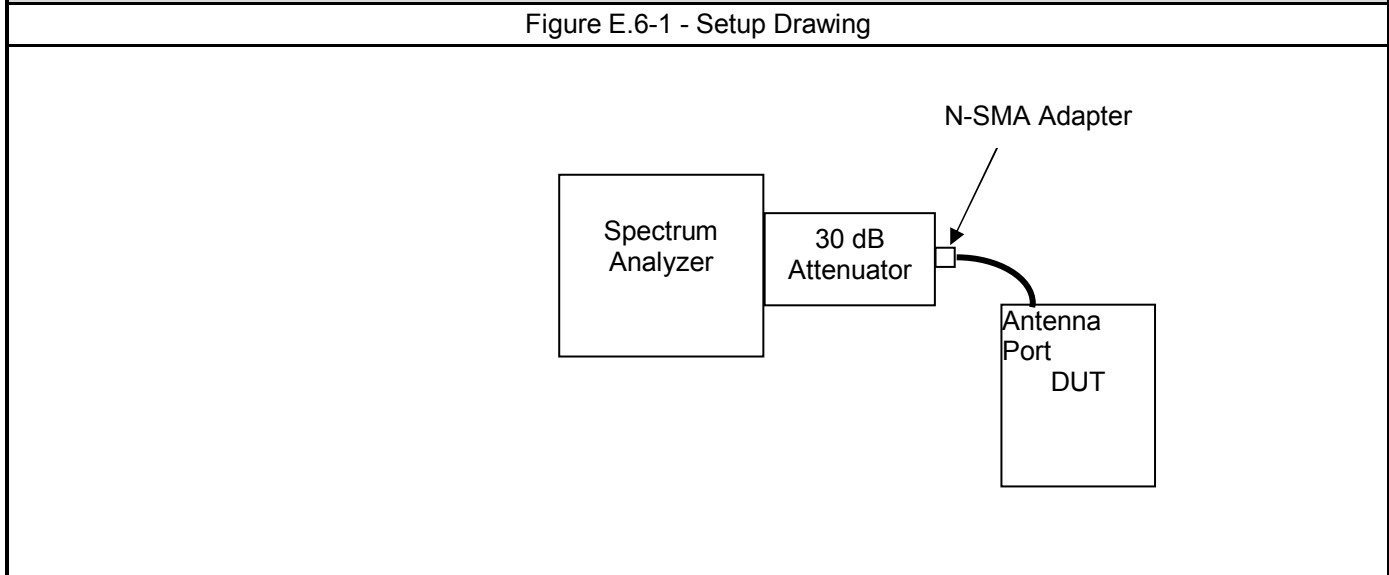 Figure E.6-1 - Setup Drawing
N-SMA Adapter
Spectrum
Analyzer
30 dB
Attenuator
Antenna
Port
DUT